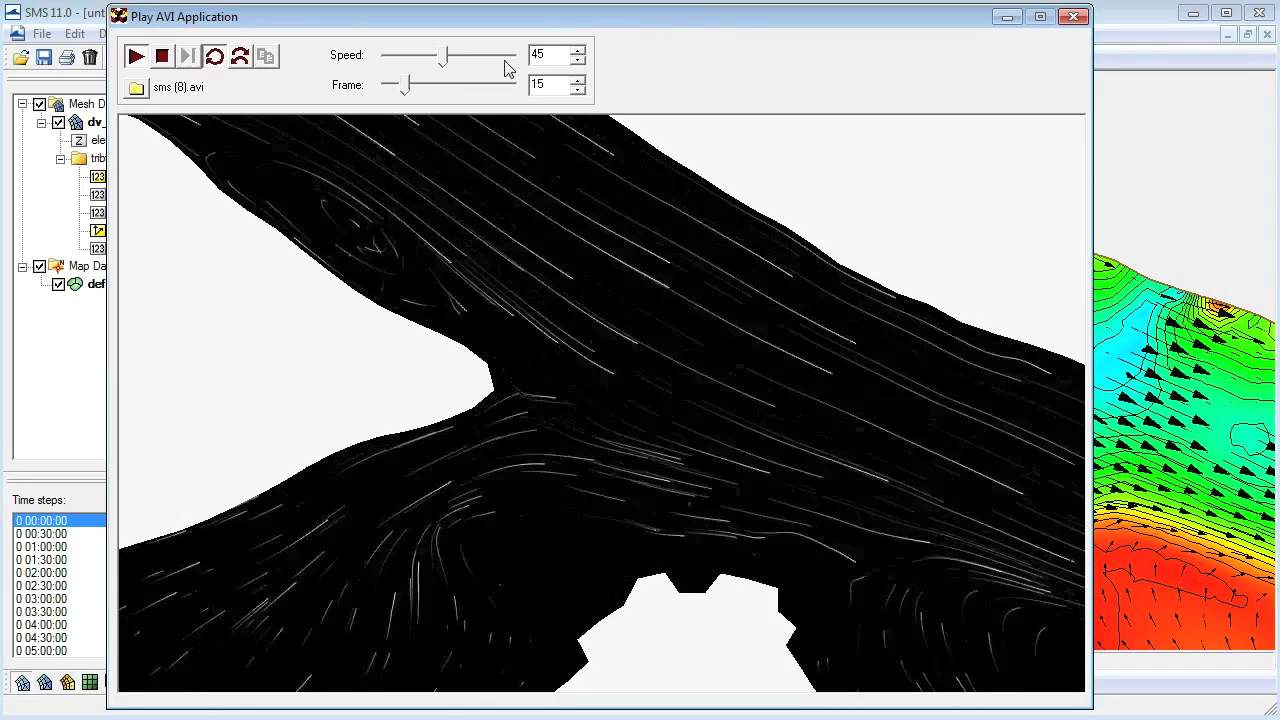 SMS 11.0 - [unt
Play AVI Application
File Edit D
Speed: 45
Frame: 15
sms (8).avi
Mesh D
dv_
Z ele
trib
123
123
123
123
Map Da
def
Time steps:
0 00:00:00
0 00:30:00
0 01:00:00
0 01:30:00
0 02:00:00
0 02:30:00
0 03:00:00
0 03:30:00
0 04:00:00
0 04:30:00
0 05:00:00